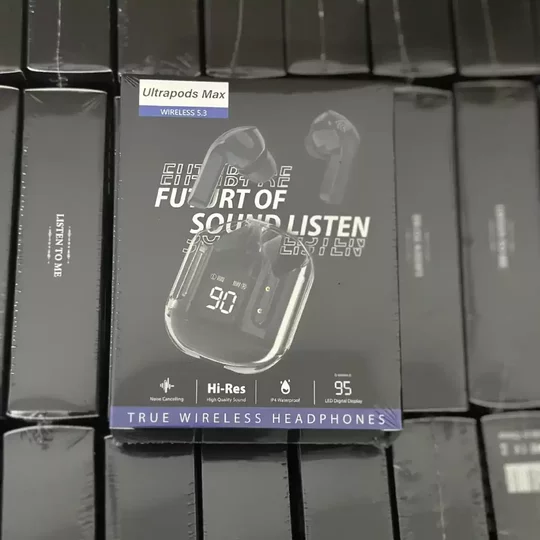 Ultrapods Max
WIRELESS 5.3
FUTURT OF
SOUND LISTEN
LISTEN TO ME
90
Hi-Res
High Quality Sound
IP4 Waterproof
95
LED Digital Display
TRUE WIRELESS HEADPHONES